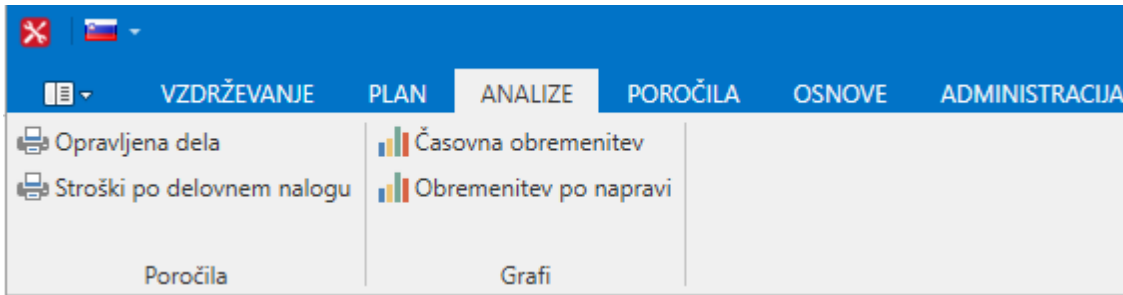 VZDRŽEVANJE PLAN ANALIZE POROČILA OSNOVE ADMINISTRACIJA
Opravljena dela
Stroški po delovnem nalogu
Poročila
Časovna obremenitev
Obremenitev po napravi
Grafi